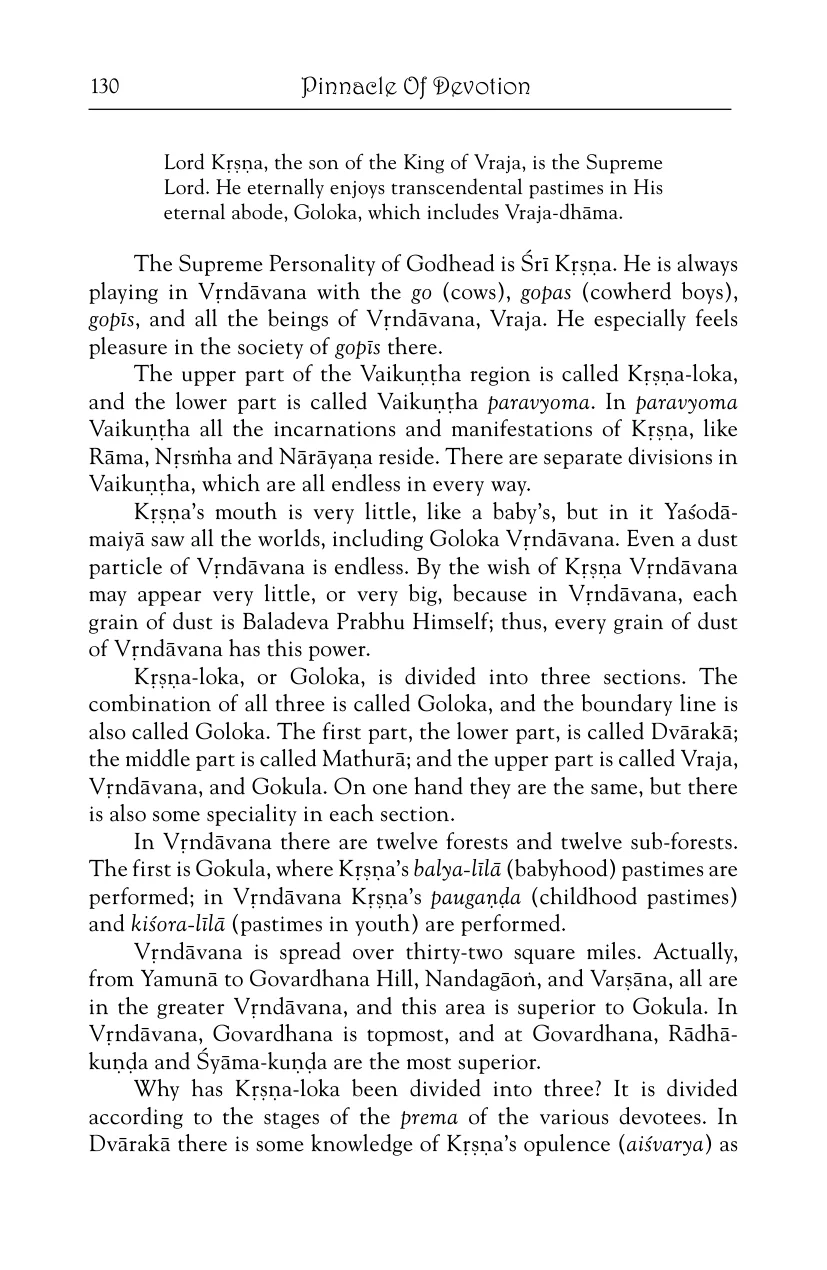 130
Pinnacle Of Devotion
Lord Kṛṣṇa, the son of the King of Vraja, is the Supreme
Lord. He eternally enjoys transcendental pastimes in His
eternal abode, Goloka, which includes Vraja-dhāma.
The Supreme Personality of Godhead is Śrī Kṛṣṇa. He is always
playing in Vṛndāvana with the go (cows), gopas (cowherd boys),
gopīs, and all the beings of Vṛndāvana, Vraja. He especially feels
pleasure in the society of gopīs there.
The upper part of the Vaikuṇṭha region is called Kṛṣṇa-loka,
and the lower part is called Vaikuṇṭha paravyoma. In paravyoma
Vaikuṇṭha all the incarnations and manifestations of Kṛṣṇa, like
Rāma, Nṛsṁha and Nārāyaṇa reside. There are separate divisions in
Vaikuṇṭha, which are all endless in every way.
Kṛṣṇa’s mouth is very little, like a baby’s, but in it Yaśodā-
maiyā saw all the worlds, including Goloka Vṛndāvana. Even a dust
particle of Vṛndāvana is endless. By the wish of Kṛṣṇa Vṛndāvana
may appear very little, or very big, because in Vṛndāvana, each
grain of dust is Baladeva Prabhu Himself; thus, every grain of dust
of Vṛndāvana has this power.
Kṛṣṇa-loka, or Goloka, is divided into three sections. The
combination of all three is called Goloka, and the boundary line is
also called Goloka. The first part, the lower part, is called Dvārakā;
the middle part is called Mathurā; and the upper part is called Vraja,
Vṛndāvana, and Gokula. On one hand they are the same, but there
is also some speciality in each section.
In Vṛndāvana there are twelve forests and twelve sub-forests.
The first is Gokula, where Kṛṣṇa’s balya-līlā (babyhood) pastimes are
performed; in Vṛndāvana Kṛṣṇa’s paugaṇḍa (childhood pastimes)
and kiśora-līlā (pastimes in youth) are performed.
Vṛndāvana is spread over thirty-two square miles. Actually,
from Yamunā to Govardhana Hill, Nandagāoṅ, and Varṣāna, all are
in the greater Vṛndāvana, and this area is superior to Gokula. In
Vṛndāvana, Govardhana is topmost, and at Govardhana, Rādhā-
kuṇḍa and Śyāma-kuṇḍa are the most superior.
Why has Kṛṣṇa-loka been divided into three? It is divided
according to the stages of the prema of the various devotees. In
Dvārakā there is some knowledge of Kṛṣṇa’s opulence (aiśvarya) as